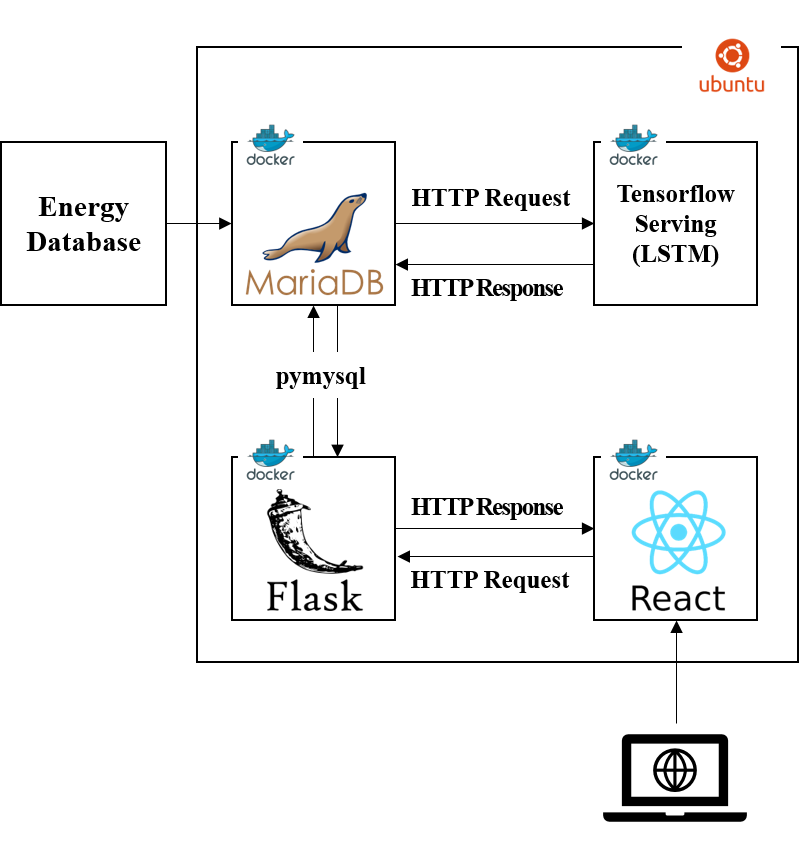 ubuntu
docker
docker
Energy
Database
HTTP Request
Tensorflow
Serving
(LSTM)
MariaDB
HTTP Response
pymysql
docker
docker
HTTP Response
HTTP Request
Flask
React